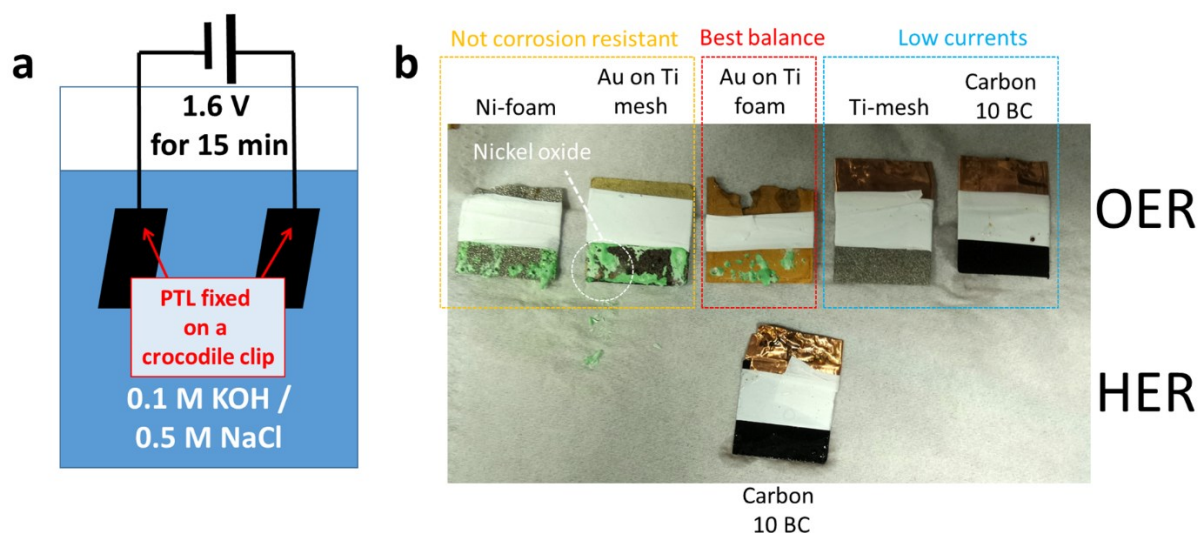 a
1.6 V
for 15 min
PTL fixed
on a
crocodile clip
0.1 M KOH /
0.5 M NaCl
b
Not corrosion resistant
Best balance
Low currents
Ni-foam
Au on Ti
mesh
Au on Ti
foam
Ti-mesh
Carbon
10 BC
Nickel oxide
OER
HER
Carbon
10 BC